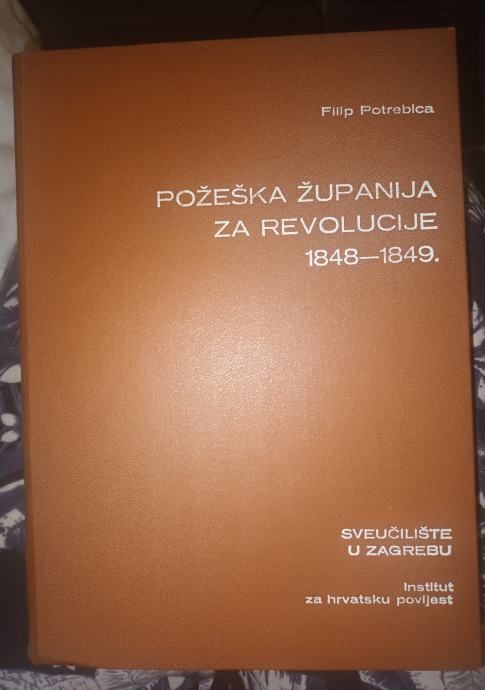 Filip Potrebica
POŽEŠKA ŽUPANIJA
ZA REVOLUCIJE
1848—1849.
SVEUČILIŠTE
U ZAGREBU
Institut
za hrvatsku povijest